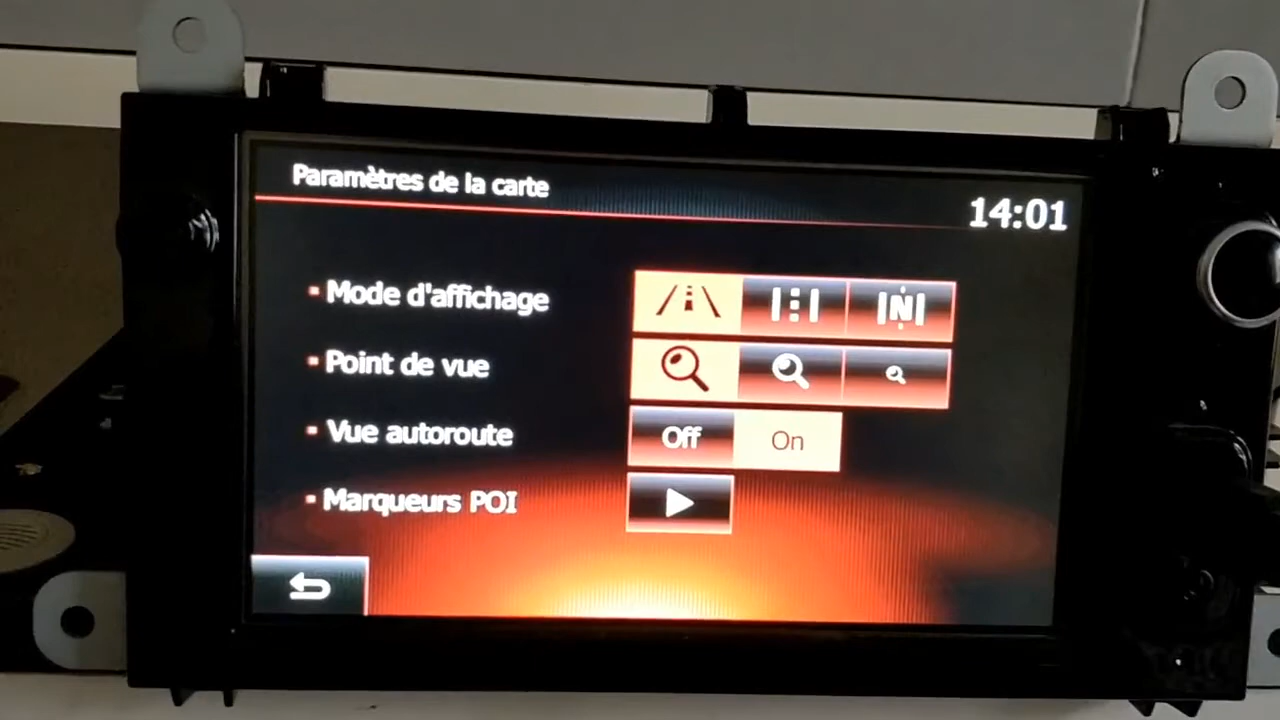 Paramètres de la carte
14:01
Mode d'affichage
N
Point de vue
Vue autoroute
Off
On
Marqueurs POI